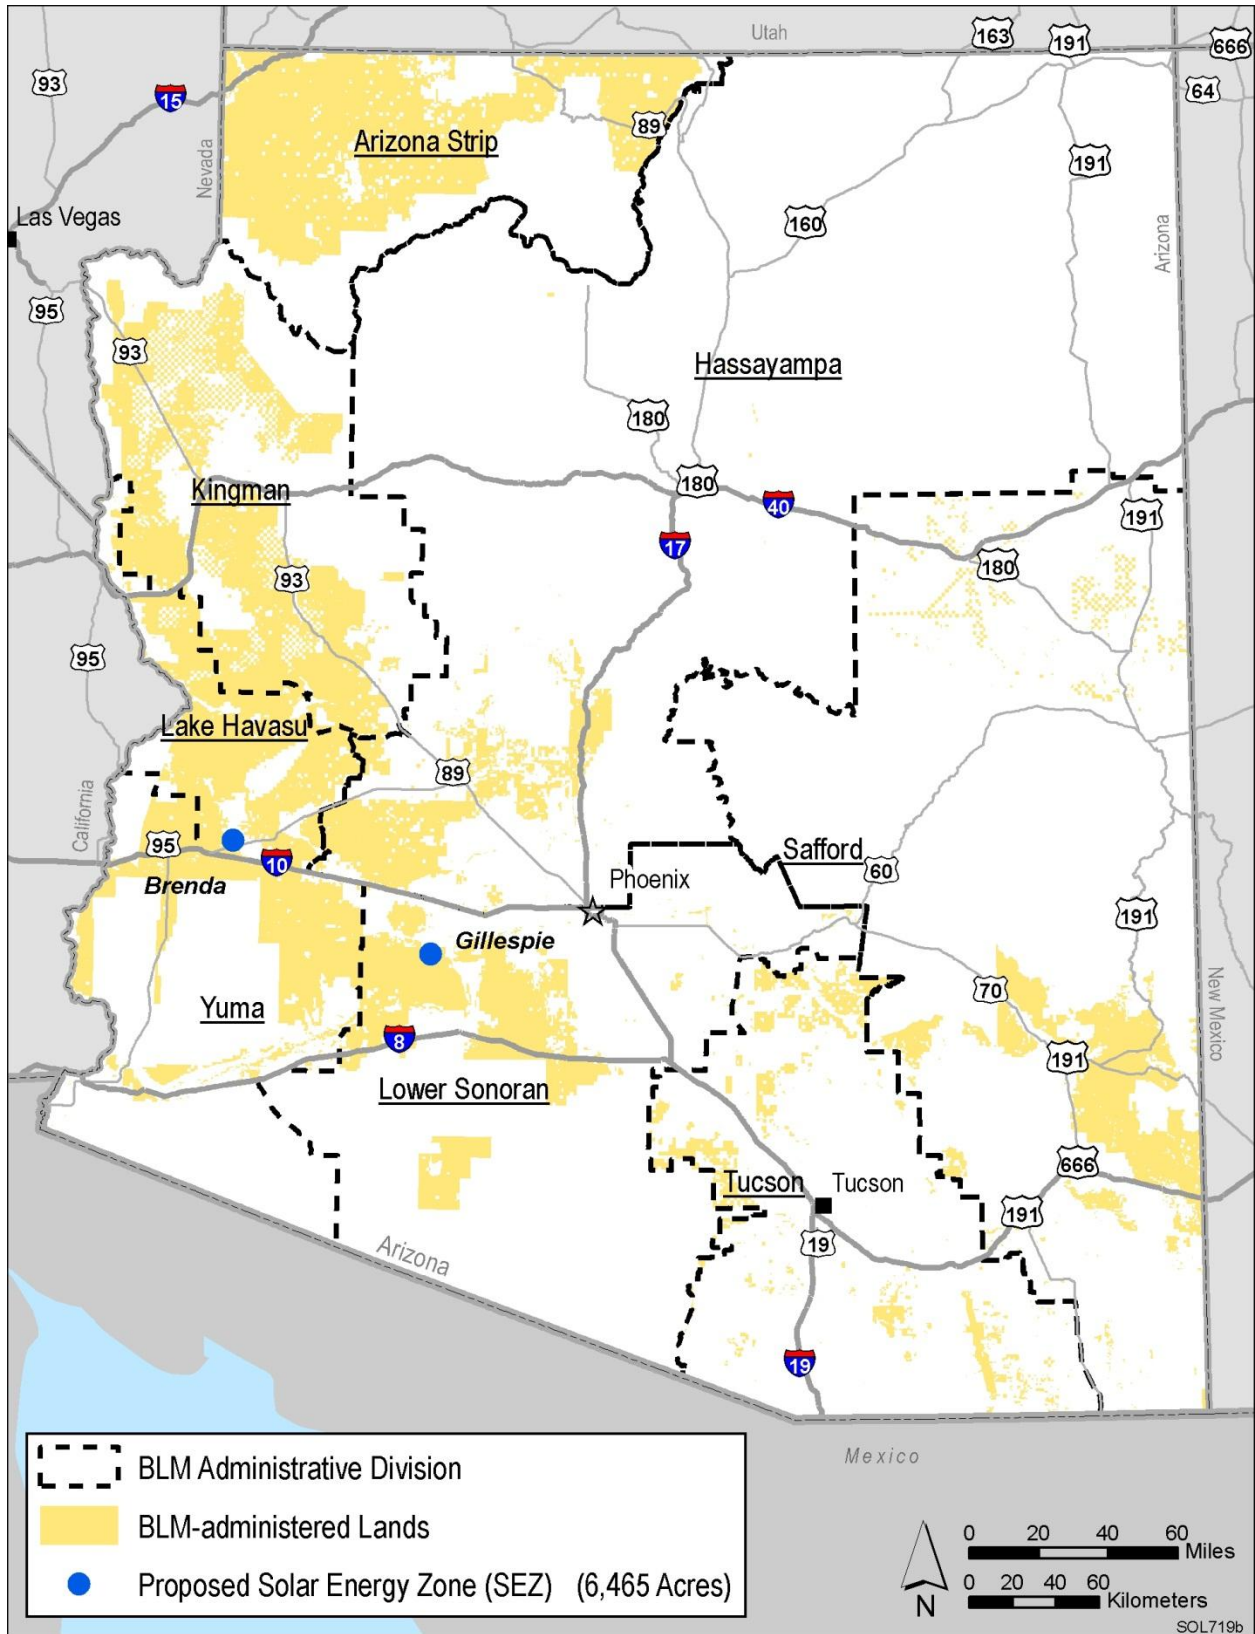 Utah
163
191
666
93
15
64
89
Arizona Strip
191
Nevada
Las Vegas
160
Arizona
95
93
Hassayampa
180
Kingman
180
40
191
17
180
93
95
Lake Havasu
89
California
95
10
Safford
60
Phoenix
Brenda
191
Gillespie
70
Yuma
New Mexico
8
191
Lower Sonoran
666
Tucson
Tucson
191
19
Arizona
19
Mexico
BLM Administrative Division
BLM-administered Lands
Proposed Solar Energy Zone (SEZ) (6,465 Acres)
0 20 40 60
Miles
0 20 40 60
Kilometers
N
SOL719b